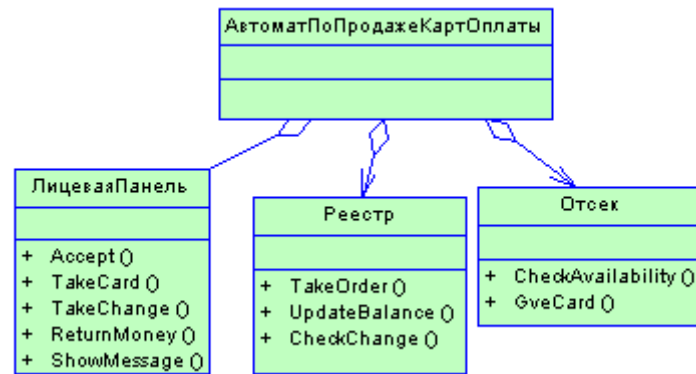 АвтоматПоПродажеКартОплаты
ЛицеваяПанель
+ Accept ()
+ TakeCard ()
+ TakeChange ()
+ ReturnMoney ()
+ ShowMessage ()
Реестр
+ TakeOrder ()
+ UpdateBalance ()
+ CheckChange ()
Отсек
+ CheckAvailability ()
+ GveCard ()